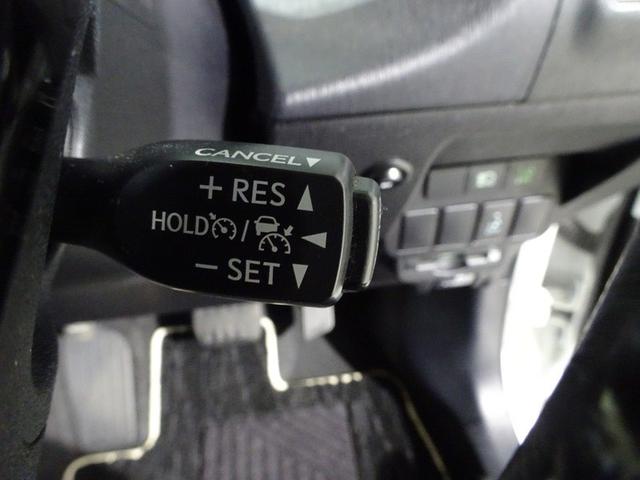 CANCEL▼
+ RES ▲
HOLD / ◀
− SET ▼